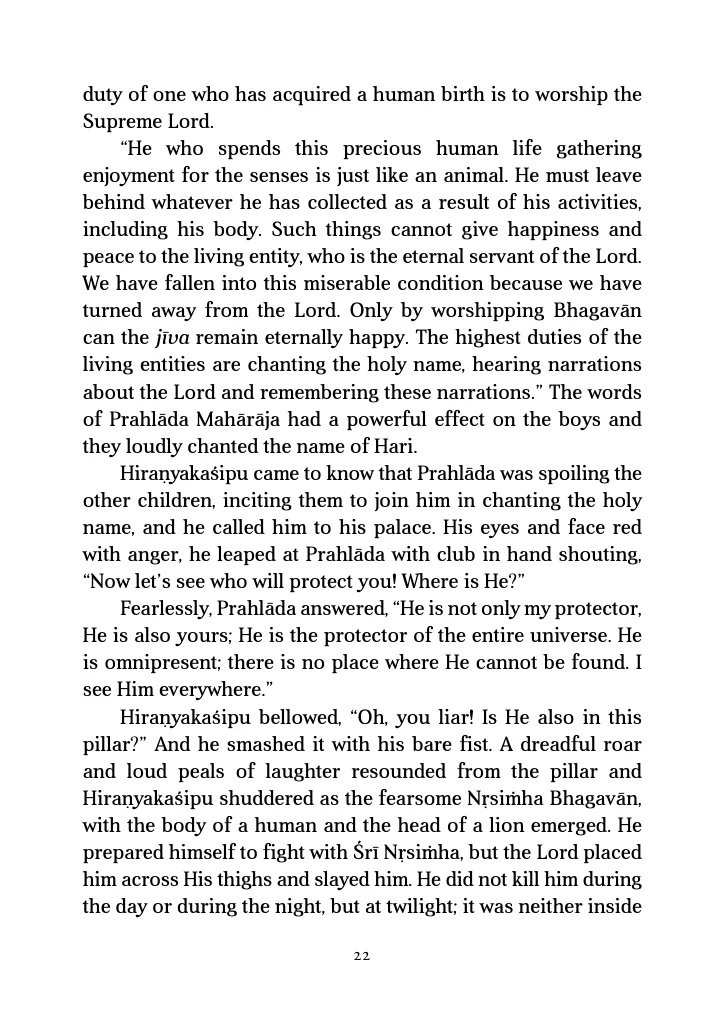 duty of one who has acquired a human birth is to worship the
Supreme Lord.
“He who spends this precious human life gathering
enjoyment for the senses is just like an animal. He must leave
behind whatever he has collected as a result of his activities,
including his body. Such things cannot give happiness and
peace to the living entity, who is the eternal servant of the Lord.
We have fallen into this miserable condition because we have
turned away from the Lord. Only by worshipping Bhagavān
can the jīva remain eternally happy. The highest duties of the
living entities are chanting the holy name, hearing narrations
about the Lord and remembering these narrations.” The words
of Prahlāda Mahārāja had a powerful effect on the boys and
they loudly chanted the name of Hari.
Hiraṇyakaśipu came to know that Prahlāda was spoiling the
other children, inciting them to join him in chanting the holy
name, and he called him to his palace. His eyes and face red
with anger, he leaped at Prahlāda with club in hand shouting,
“Now let’s see who will protect you! Where is He?”
Fearlessly, Prahlāda answered, “He is not only my protector,
He is also yours; He is the protector of the entire universe. He
is omnipresent; there is no place where He cannot be found. I
see Him everywhere.”
Hiraṇyakaśipu bellowed, “Oh, you liar! Is He also in this
pillar?” And he smashed it with his bare fist. A dreadful roar
and loud peals of laughter resounded from the pillar and
Hiraṇyakaśipu shuddered as the fearsome Nṛsiṁha Bhagavān,
with the body of a human and the head of a lion emerged. He
prepared himself to fight with Śrī Nṛsiṁha, but the Lord placed
him across His thighs and slayed him. He did not kill him during
the day or during the night, but at twilight; it was neither inside
22